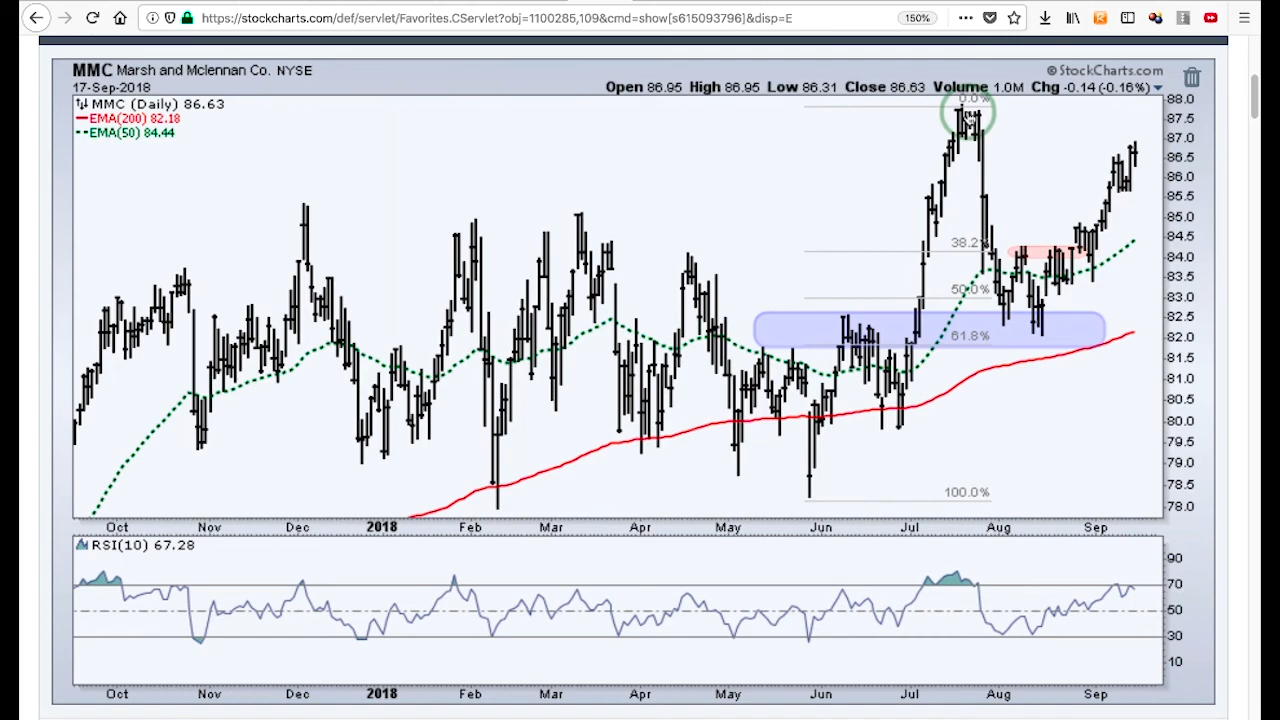 https://stockcharts.com/def/servlet/Favorites.CServlet?obj=1100285,109&cmd=show[s615093796]&disp=E
150%
MMC Marsh and Mclennan Co. NYSE
© StockCharts.com
17-Sep-2018
Open 86.95 High 86.95 Low 86.31 Close 86.63 Volume 1.0M Chg -0.14 (-0.16%)
MMC (Daily) 86.63
EMA(200) 82.18
EMA(50) 84.44
0.0%
38.2%
50.0%
61.8%
100.0%
88.0
87.5
87.0
86.5
86.0
85.5
85.0
84.5
84.0
83.5
83.0
82.5
82.0
81.5
81.0
80.5
80.0
79.5
79.0
78.5
78.0
Oct Nov Dec 2018 Feb Mar Apr May Jun Jul Aug Sep
RSI(10) 67.28
90
70
50
30
10
Oct Nov Dec 2018 Feb Mar Apr May Jun Jul Aug Sep